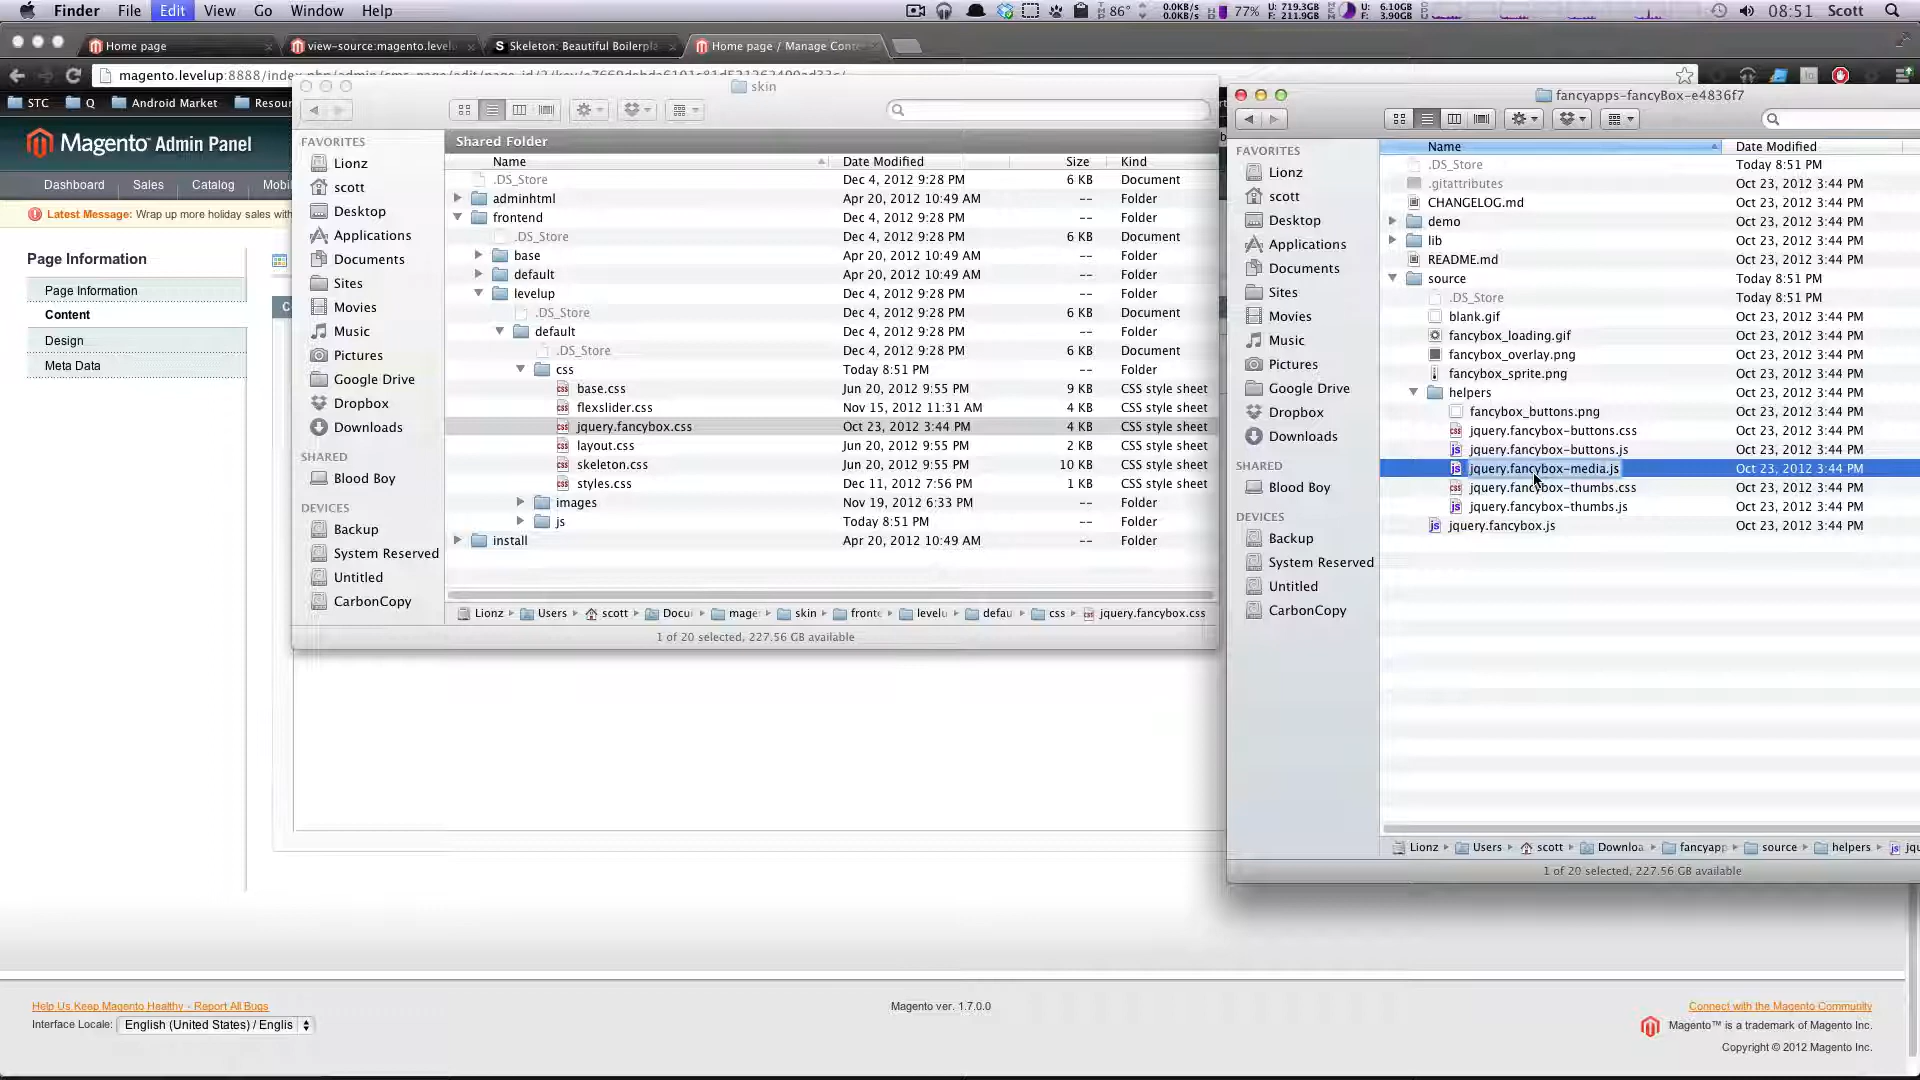 Finder File Edit View Go Window Help 86° 0.0KB/s 0.0KB/s 77% U: 719.3GB F: 211.9GB U: 6.10GB F: 3.90GB 08:51 Scott
Home page view-source:magento.level Skeleton: Beautiful Boilerpla Home page / Manage Conte
magento.levelup:8888/index.php/admin/cms_page/edit/page_id/2/key/
STC Q Android Market Resour
Magento Admin Panel
Dashboard Sales Catalog Mobil
Latest Message: Wrap up more holiday sales with
Page Information
Page Information
Content
Design
Meta Data
skin
FAVORITES
Lionz
scott
Desktop
Applications
Documents
Sites
Movies
Music
Pictures
Google Drive
Dropbox
Downloads
SHARED
Blood Boy
DEVICES
Backup
System Reserved
Untitled
CarbonCopy
Shared Folder
Name Date Modified Size Kind
.DS_Store Dec 4, 2012 9:28 PM 6 KB Document
adminhtml Apr 20, 2012 10:49 AM -- Folder
frontend Dec 4, 2012 9:28 PM -- Folder
.DS_Store Dec 4, 2012 9:28 PM 6 KB Document
base Apr 20, 2012 10:49 AM -- Folder
default Apr 20, 2012 10:49 AM -- Folder
levelup Dec 4, 2012 9:28 PM -- Folder
.DS_Store Dec 4, 2012 9:28 PM 6 KB Document
default Dec 4, 2012 9:28 PM -- Folder
.DS_Store Dec 4, 2012 9:28 PM 6 KB Document
css Today 8:51 PM -- Folder
base.css Jun 20, 2012 9:55 PM 9 KB CSS style sheet
flexslider.css Nov 15, 2012 11:31 AM 4 KB CSS style sheet
jquery.fancybox.css Oct 23, 2012 3:44 PM 4 KB CSS style sheet
layout.css Jun 20, 2012 9:55 PM 2 KB CSS style sheet
skeleton.css Jun 20, 2012 9:55 PM 10 KB CSS style sheet
styles.css Dec 11, 2012 7:56 PM 1 KB CSS style sheet
images Nov 19, 2012 6:33 PM -- Folder
js Today 8:51 PM -- Folder
install Apr 20, 2012 10:49 AM -- Folder
Lionz Users scott Docu mage skin fronte levelu defau css jquery.fancybox.css
1 of 20 selected, 227.56 GB available
fancyapps-fancyBox-e4836f7
FAVORITES
Lionz
scott
Desktop
Applications
Documents
Sites
Movies
Music
Pictures
Google Drive
Dropbox
Downloads
SHARED
Blood Boy
DEVICES
Backup
System Reserved
Untitled
CarbonCopy
Name Date Modified
.DS_Store Today 8:51 PM
.gitattributes Oct 23, 2012 3:44 PM
CHANGELOG.md Oct 23, 2012 3:44 PM
demo Oct 23, 2012 3:44 PM
lib Oct 23, 2012 3:44 PM
README.md Oct 23, 2012 3:44 PM
source Today 8:51 PM
.DS_Store Today 8:51 PM
blank.gif Oct 23, 2012 3:44 PM
fancybox_loading.gif Oct 23, 2012 3:44 PM
fancybox_overlay.png Oct 23, 2012 3:44 PM
fancybox_sprite.png Oct 23, 2012 3:44 PM
helpers Oct 23, 2012 3:44 PM
fancybox_buttons.png Oct 23, 2012 3:44 PM
jquery.fancybox-buttons.css Oct 23, 2012 3:44 PM
jquery.fancybox-buttons.js Oct 23, 2012 3:44 PM
jquery.fancybox-media.js Oct 23, 2012 3:44 PM
jquery.fancybox-thumbs.css Oct 23, 2012 3:44 PM
jquery.fancybox-thumbs.js Oct 23, 2012 3:44 PM
jquery.fancybox.js Oct 23, 2012 3:44 PM
Lionz Users scott Downloa fancyapp source helpers jqu
1 of 20 selected, 227.56 GB available
Help Us Keep Magento Healthy - Report All Bugs
Interface Locale: English (United States) / Englis
Magento ver. 1.7.0.0
Connect with the Magento Community
Magento™ is a trademark of Magento Inc.
Copyright © 2012 Magento Inc.